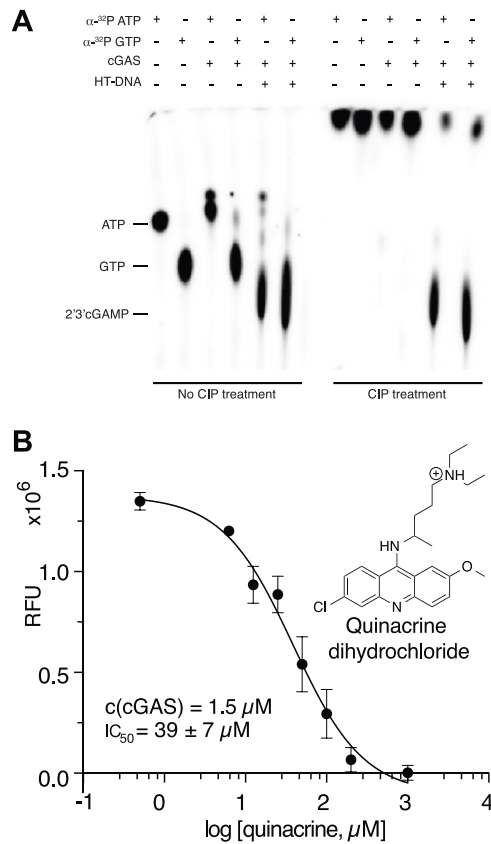 A
α-³²P ATP + - + - + - + - + - + -
α-³²P GTP - + - + - + - + - + - +
cGAS - - + + + + - - + + + +
HT-DNA - - - - + + - - - - + +
ATP
GTP
2'3'cGAMP
No CIP treatment CIP treatment
B
x10⁶
RFU
1.5
1.0
0.5
0.0
-1 0 1 2 3 4
log [quinacrine, µM]
c(cGAS) = 1.5 µM
IC₅₀ = 39 ± 7 µM
+
NH
HN
O
Cl
N
Quinacrine
dihydrochloride